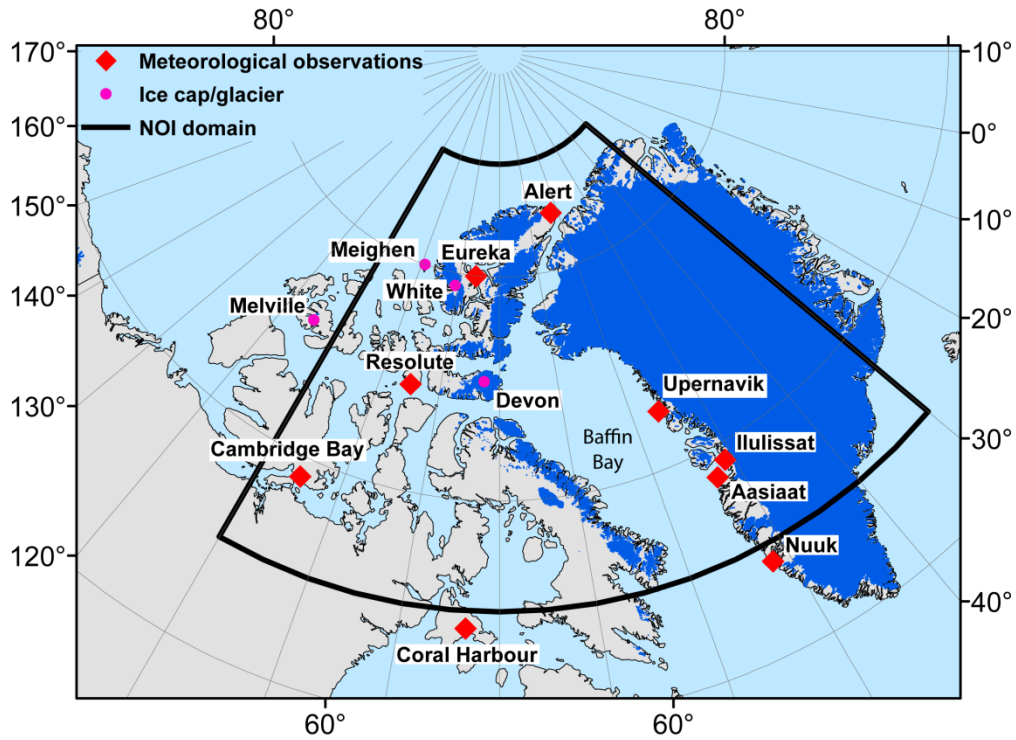 80° 80°
170° 10°
Meteorological observations
Ice cap/glacier
160°
NOI domain
0°
Alert
150°
10°
Meighen
Eureka
White
140°
Melville
20°
Resolute
Upernavik
Devon
130°
Baffin
Bay
Ilulissat
30°
Cambridge Bay
Aasiaat
Nuuk
120°
40°
Coral Harbour
60° 60°